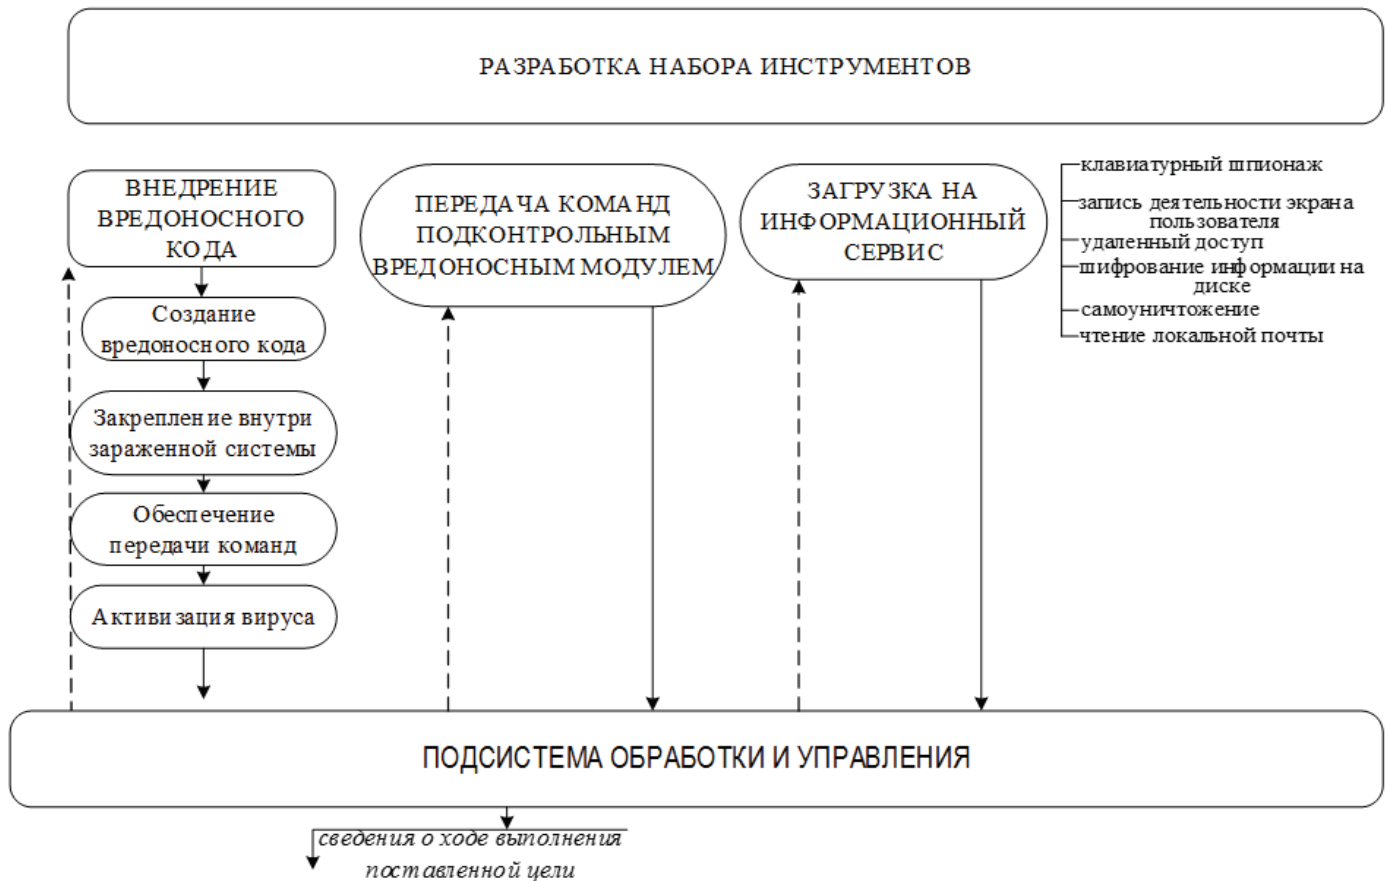 РАЗРАБОТКА НАБОРА ИНСТРУМЕНТОВ
ВНЕДРЕНИЕ
ВРЕДОНОСНОГО
КОДА
Создание
вредоносного кода
Закрепление внутри
зараженной системы
Обеспечение
передачи команд
Активизация вируса
ПЕРЕДАЧА КОМАНД
ПОДКОНТРОЛЬНЫМ
ВРЕДОНОСНЫМ МОДУЛЕМ
ЗАГРУЗКА НА
ИНФОРМАЦИОННЫЙ
СЕРВИС
клавиатурный шпионаж
запись деятельности экрана
пользователя
удаленный доступ
шифрование информации на
диске
самоуничтожение
чтение локальной почты
ПОДСИСТЕМА ОБРАБОТКИ И УПРАВЛЕНИЯ
сведения о ходе выполнения
поставленной цели